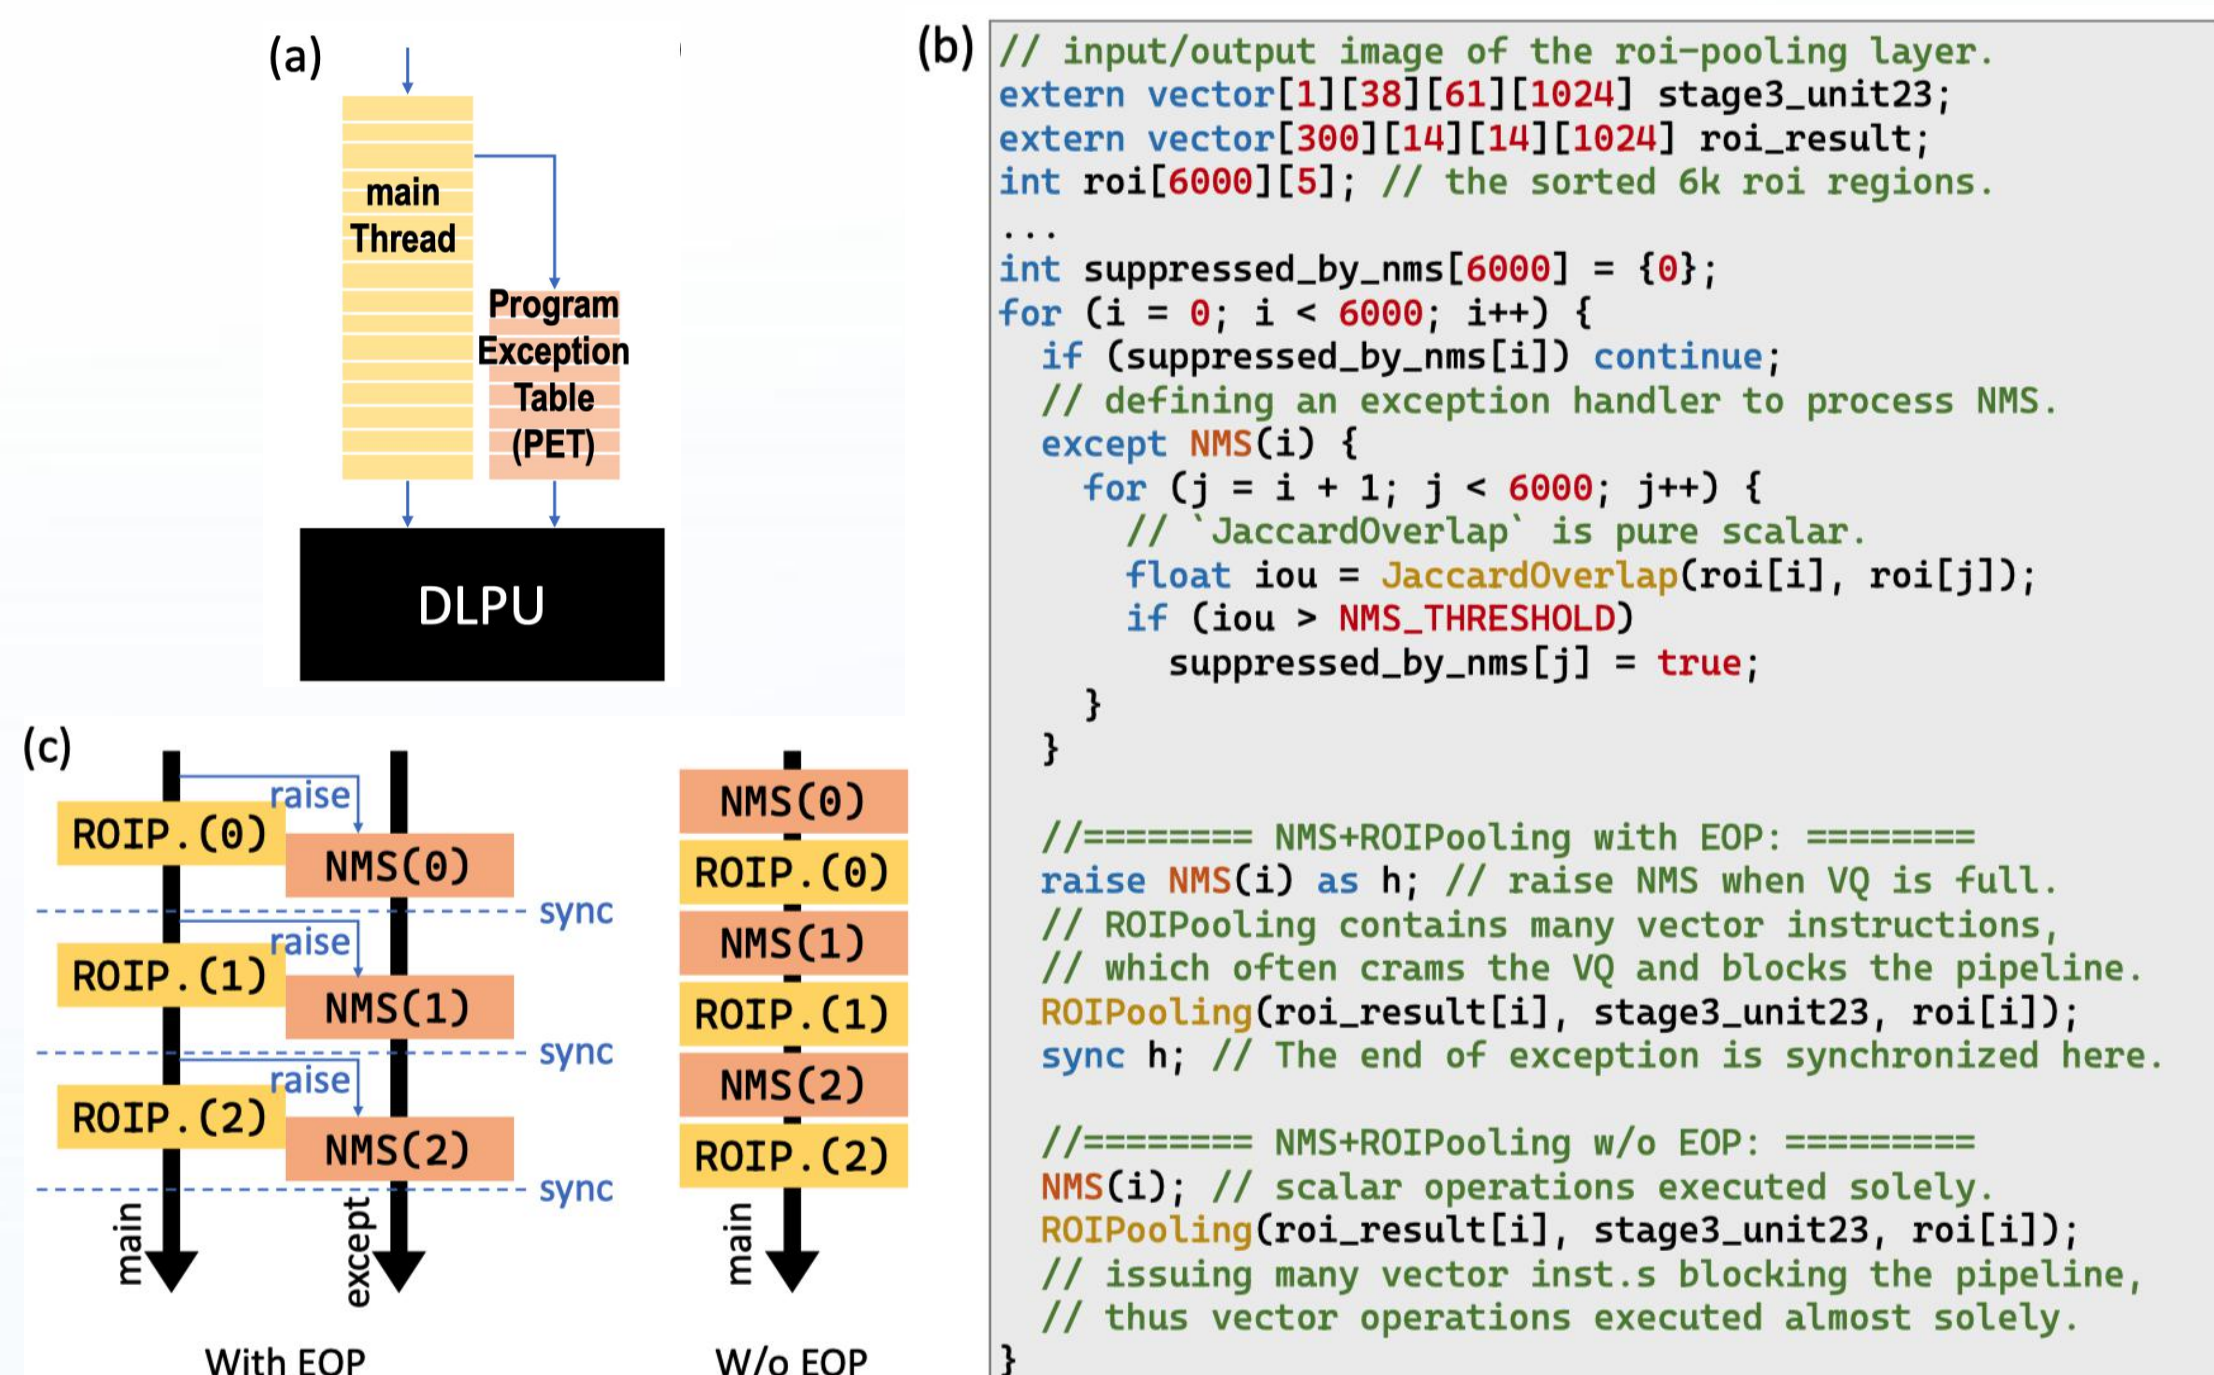 (a)
main
Thread
Program
Exception
Table
(PET)
DLPU
(b)
// input/output image of the roi-pooling layer.
extern vector[1][38][61][1024] stage3_unit23;
extern vector[300][14][14][1024] roi_result;
int roi[6000][5]; // the sorted 6k roi regions.
...
int suppressed_by_nms[6000] = {0};
for (i = 0; i < 6000; i++) {
  if (suppressed_by_nms[i]) continue;
  // defining an exception handler to process NMS.
  except NMS(i) {
    for (j = i + 1; j < 6000; j++) {
      // `JaccardOverlap` is pure scalar.
      float iou = JaccardOverlap(roi[i], roi[j]);
      if (iou > NMS_THRESHOLD)
        suppressed_by_nms[j] = true;
    }
  }
  //======== NMS+ROIPooling with EOP: ========
  raise NMS(i) as h; // raise NMS when VQ is full.
  // ROIPooling contains many vector instructions,
  // which often crams the VQ and blocks the pipeline.
  ROIPooling(roi_result[i], stage3_unit23, roi[i]);
  sync h; // The end of exception is synchronized here.
  //======== NMS+ROIPooling w/o EOP: =========
  NMS(i); // scalar operations executed solely.
  ROIPooling(roi_result[i], stage3_unit23, roi[i]);
  // issuing many vector inst.s blocking the pipeline,
  // thus vector operations executed almost solely.
}
(c)
raise
ROIP.(0)
NMS(0)
sync
raise
ROIP.(1)
NMS(1)
sync
raise
ROIP.(2)
NMS(2)
sync
main
except
With EOP
NMS(0)
ROIP.(0)
NMS(1)
ROIP.(1)
NMS(2)
ROIP.(2)
main
W/o EOP